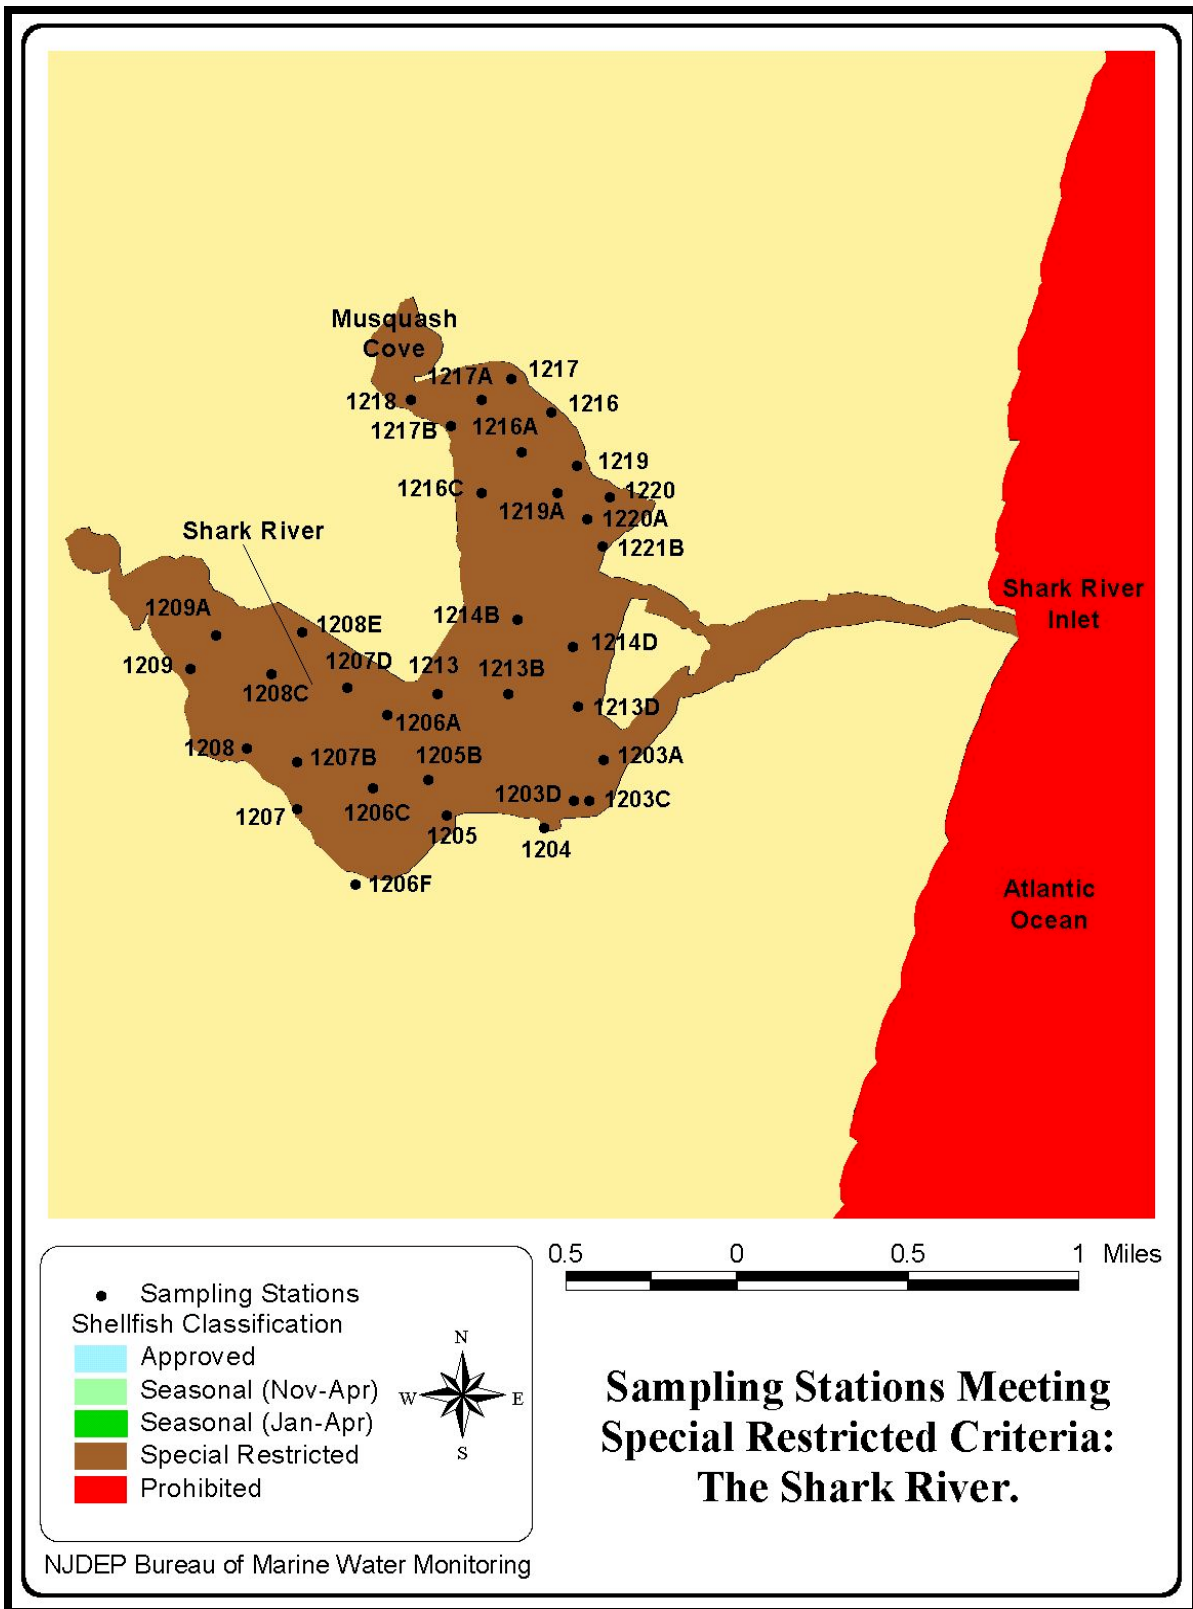 Musquash
Cove
1217
1217A
1218
1216
1217B
1216A
1219
1216C
1220
1219A
1220A
Shark River
1221B
Shark River
Inlet
1209A
1214B
1208E
1214D
1209
1207D
1213
1213B
1208C
1213D
1206A
1208
1207B
1205B
1203A
1203D
1203C
1206C
1207
1205
1204
1206F
Atlantic
Ocean
0.5 0 0.5 1 Miles
Sampling Stations
Shellfish Classification
Approved
Seasonal (Nov-Apr)
Seasonal (Jan-Apr)
Special Restricted
Prohibited
N
W E
S
Sampling Stations Meeting
Special Restricted Criteria:
The Shark River.
NJDEP Bureau of Marine Water Monitoring